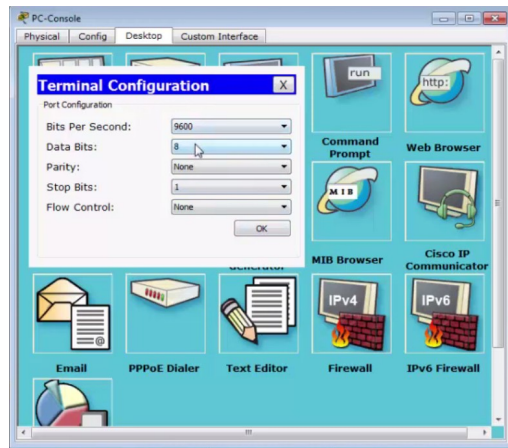 PC-Console
Physical Config Desktop Custom Interface
Terminal Configuration X
Port Configuration
Bits Per Second: 9600
Data Bits: 8
Parity: None
Stop Bits: 1
Flow Control: None
OK
run
http:
Command Prompt
Web Browser
MIB
MIB Browser
Cisco IP Communicator
Generator
@
IPv4
IPv6
Email
PPPoE Dialer
Text Editor
Firewall
IPv6 Firewall